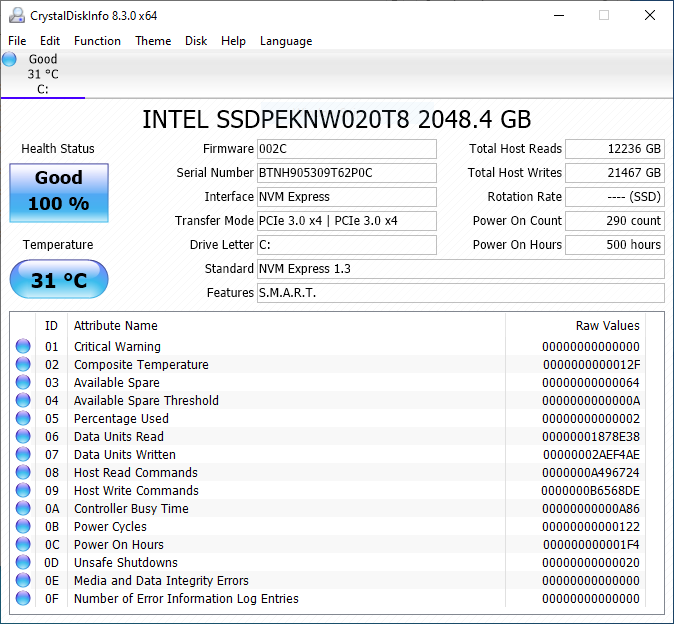 CrystalDiskInfo 8.3.0 x64
File Edit Function Theme Disk Help Language
Good
31 °C
C:
INTEL SSDPEKNW020T8 2048.4 GB
Health Status
Good
100 %
Temperature
31 °C
Firmware 002C
Serial Number BTNH905309T62P0C
Interface NVM Express
Transfer Mode PCIe 3.0 x4 | PCIe 3.0 x4
Drive Letter C:
Standard NVM Express 1.3
Features S.M.A.R.T.
Total Host Reads 12236 GB
Total Host Writes 21467 GB
Rotation Rate ---- (SSD)
Power On Count 290 count
Power On Hours 500 hours
ID Attribute Name Raw Values
01 Critical Warning 00000000000000
02 Composite Temperature 0000000000012F
03 Available Spare 00000000000064
04 Available Spare Threshold 0000000000000A
05 Percentage Used 00000000000002
06 Data Units Read 00000001878E38
07 Data Units Written 00000002AEF4AE
08 Host Read Commands 0000000A496724
09 Host Write Commands 0000000B6568DE
0A Controller Busy Time 00000000000A86
0B Power Cycles 00000000000122
0C Power On Hours 000000000001F4
0D Unsafe Shutdowns 00000000000020
0E Media and Data Integrity Errors 00000000000000
0F Number of Error Information Log Entries 00000000000000